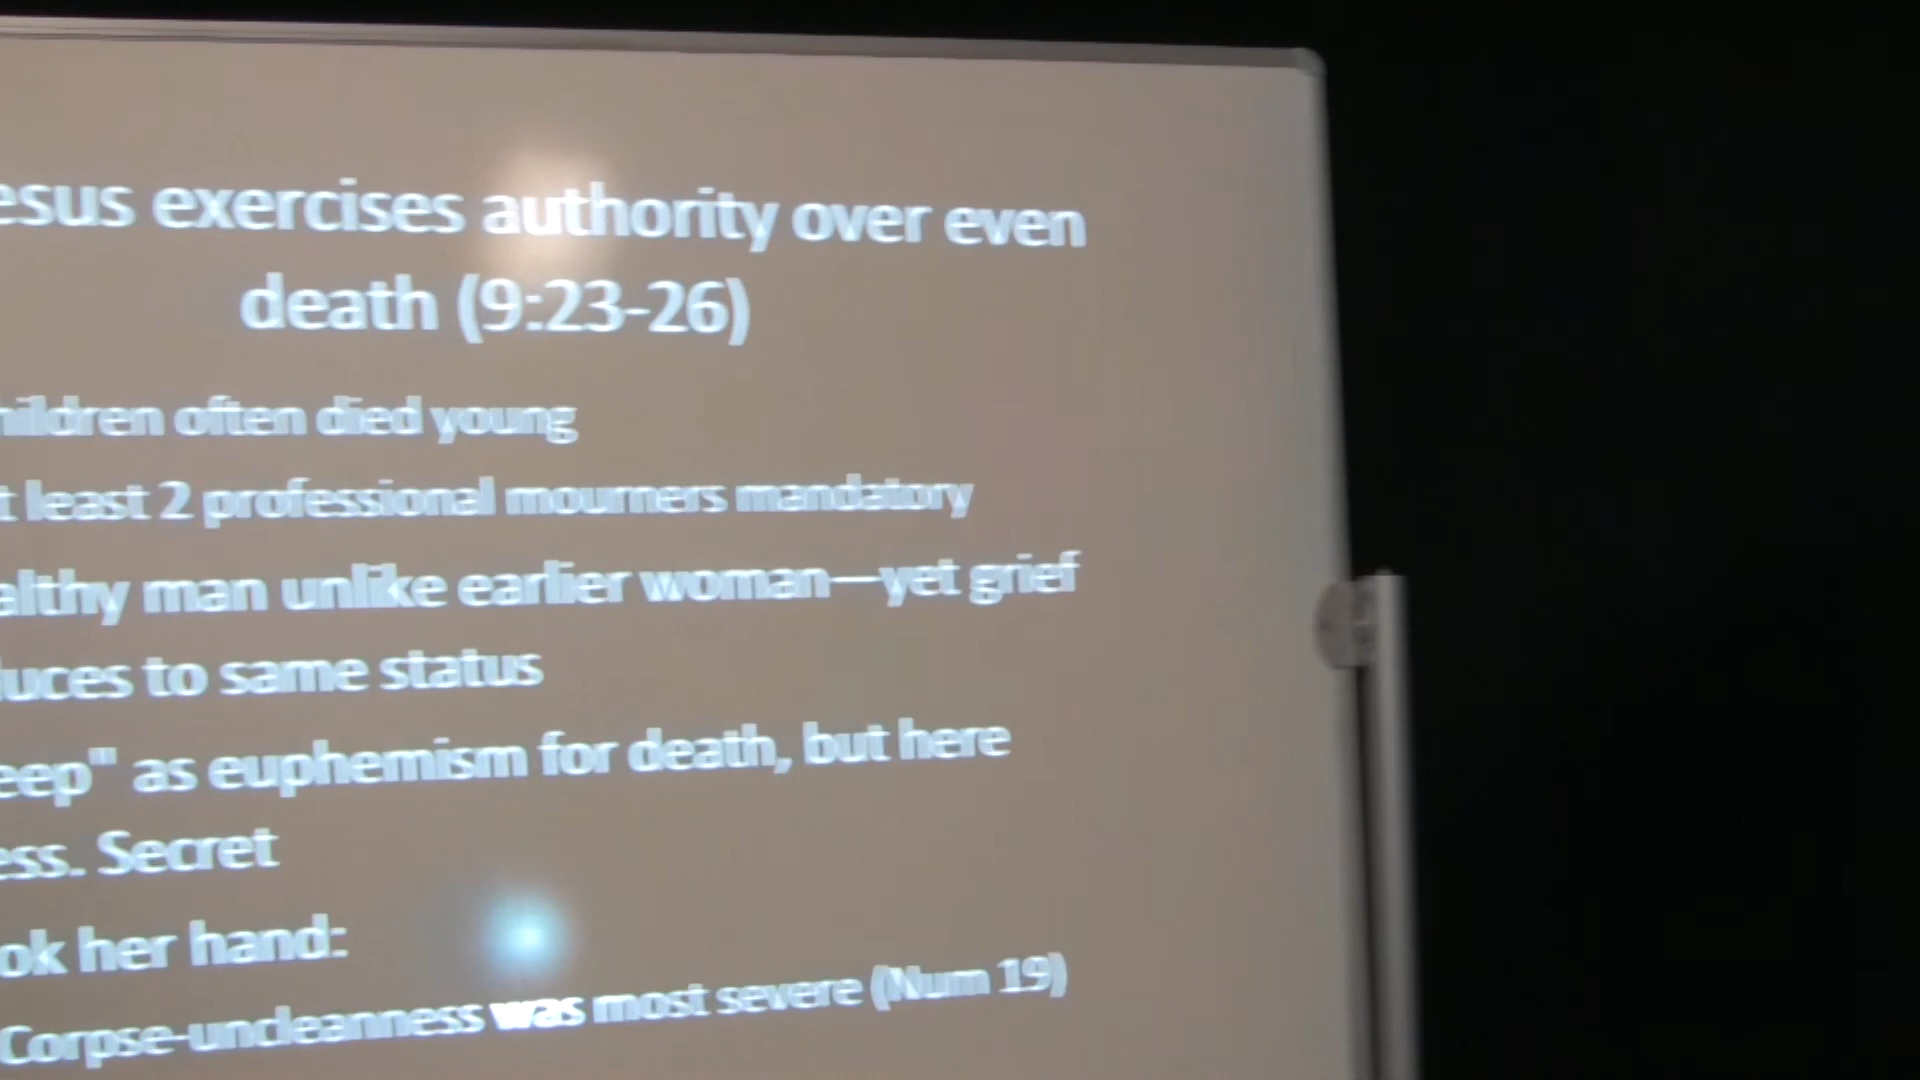 esus exercises authority over even
death (9:23-26)
hildren often died young
t least 2 professional mourners mandatory
althy man unlike earlier woman—yet grief
duces to same status
eep" as euphemism for death, but here
ess. Secret
ok her hand:
Corpse-uncleanness was most severe (Num 19)